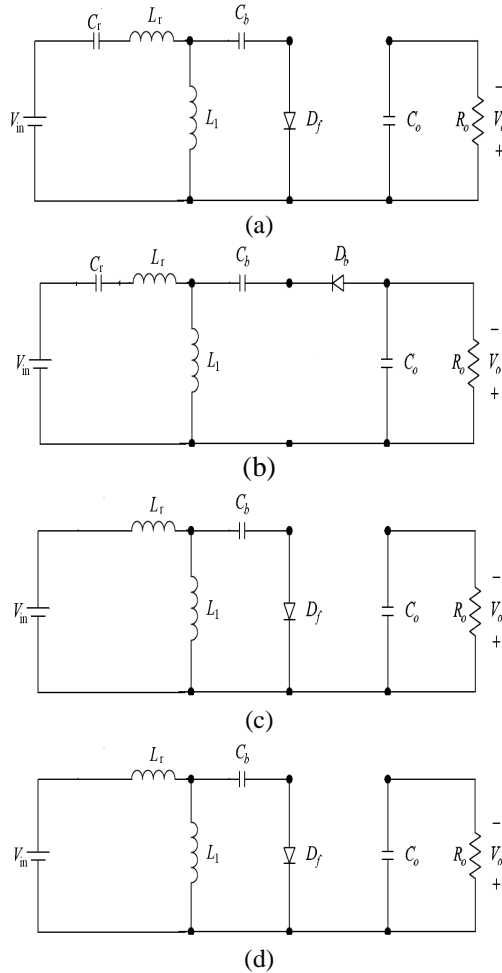 Cr Lr Cb
Vin L1 Df Co Ro − Vo +
(a)
Cr Lr Cb Db
Vin L1 Co Ro − Vo +
(b)
Lr Cb
Vin L1 Df Co Ro − Vo +
(c)
Lr Cb
Vin L1 Df Co Ro − Vo +
(d)